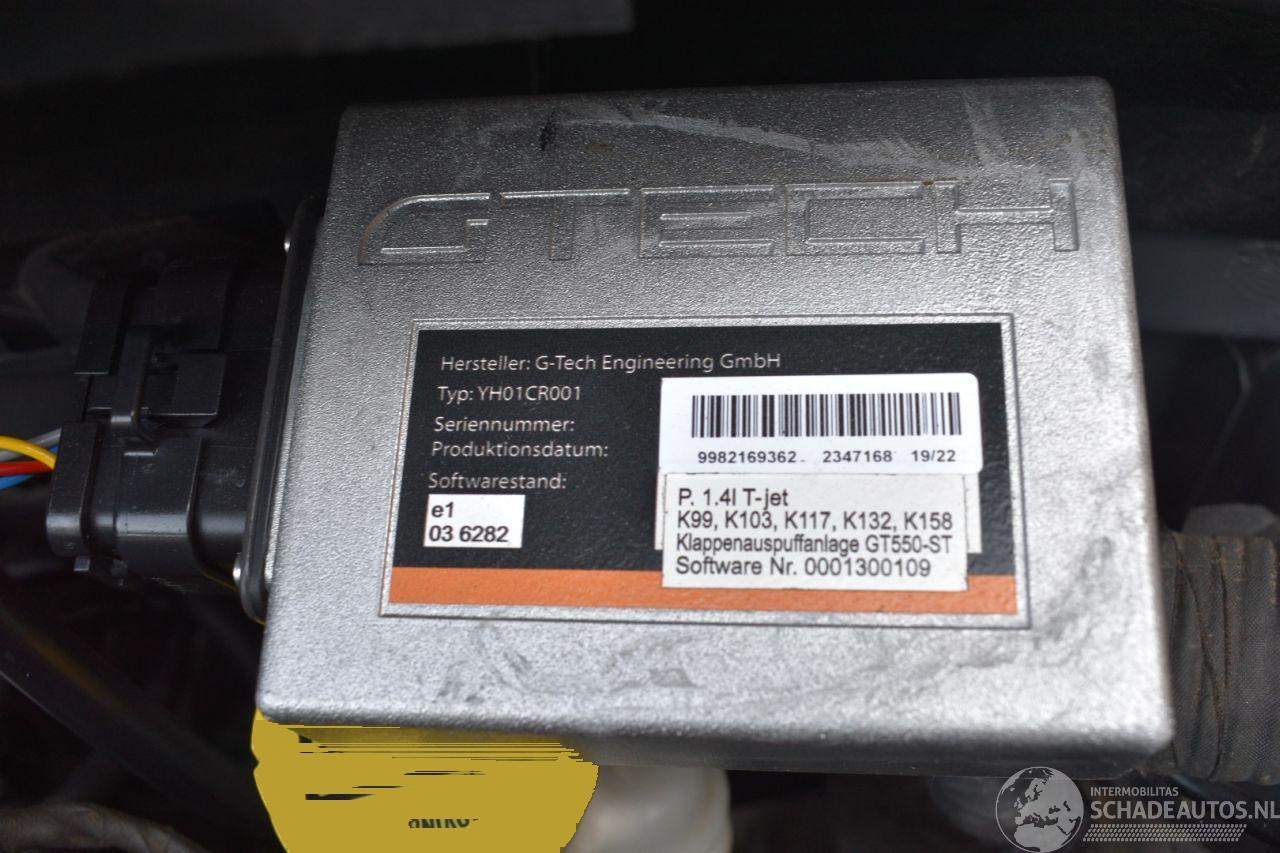 GTECH
Hersteller: G-Tech Engineering GmbH
Typ: YH01CR001
Seriennummer:
Produktionsdatum:
Softwarestand:
e1
03 6282
9982169362- 2347168 19/22
P. 1.4l T-jet
K99, K103, K117, K132, K158
Klappenauspuffanlage GT550-ST
Software Nr. 0001300109
INTERMOBILITAS
SCHADEAUTOS.NL